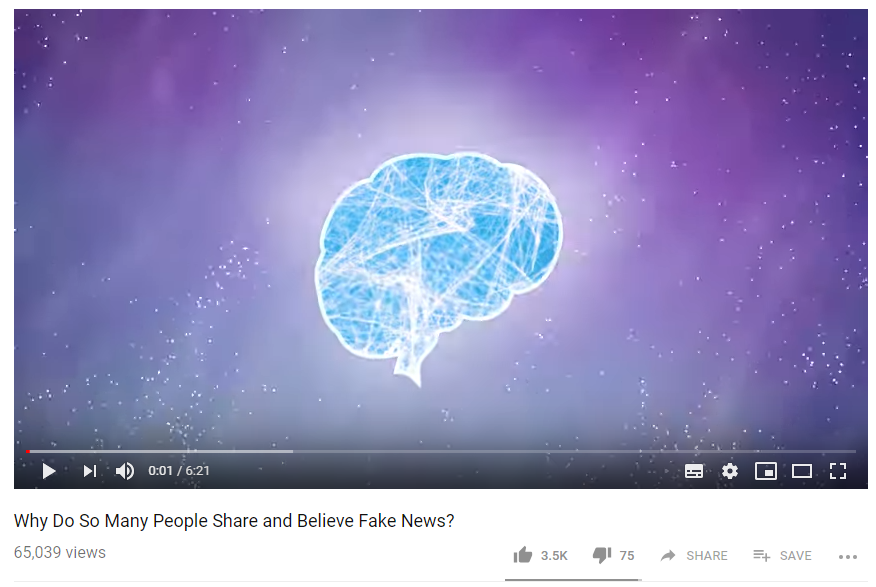 0:01 / 6:21
Why Do So Many People Share and Believe Fake News?
65,039 views
3.5K 75 SHARE SAVE